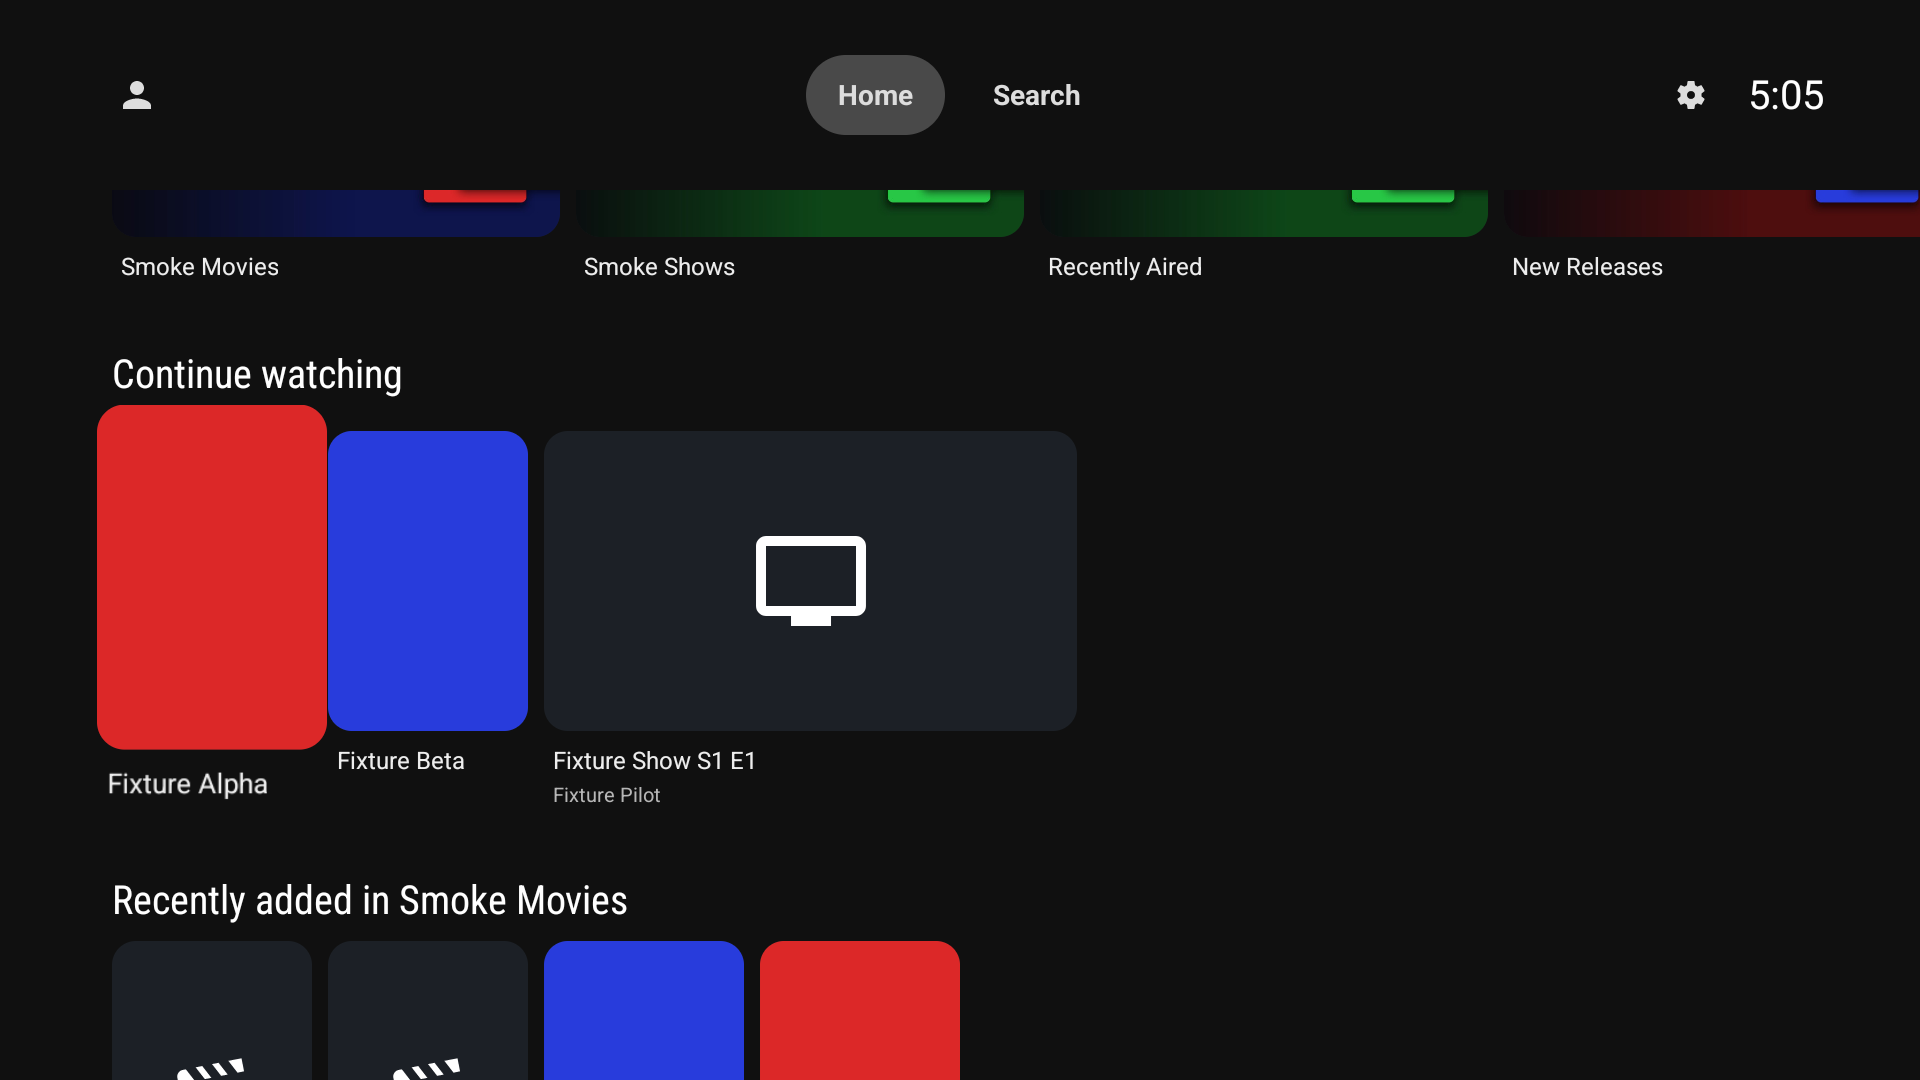 Home
Search
5:05
Smoke Movies
Smoke Shows
Recently Aired
New Releases
Continue watching
Fixture Alpha
Fixture Beta
Fixture Show S1 E1
Fixture Pilot
Recently added in Smoke Movies